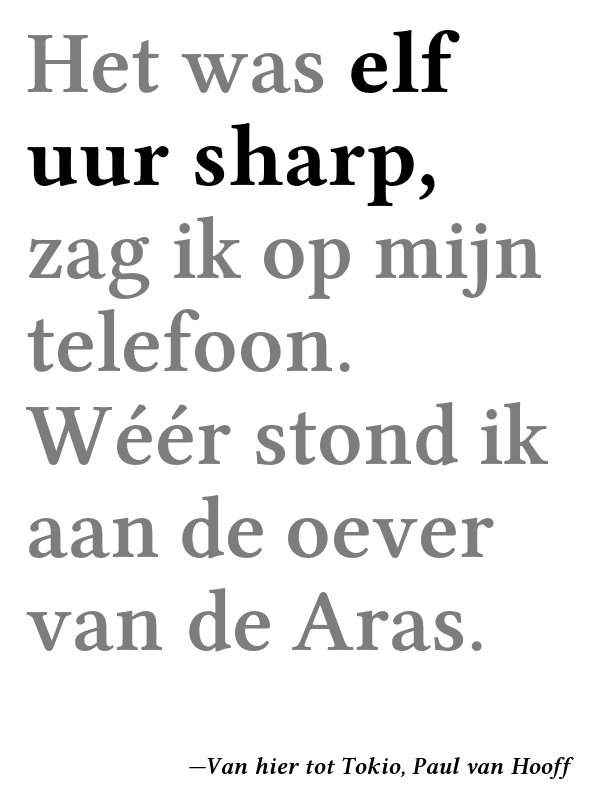 Het was elf
uur sharp,
zag ik op mijn
telefoon.
Wéér stond ik
aan de oever
van de Aras.
—Van hier tot Tokio, Paul van Hooff